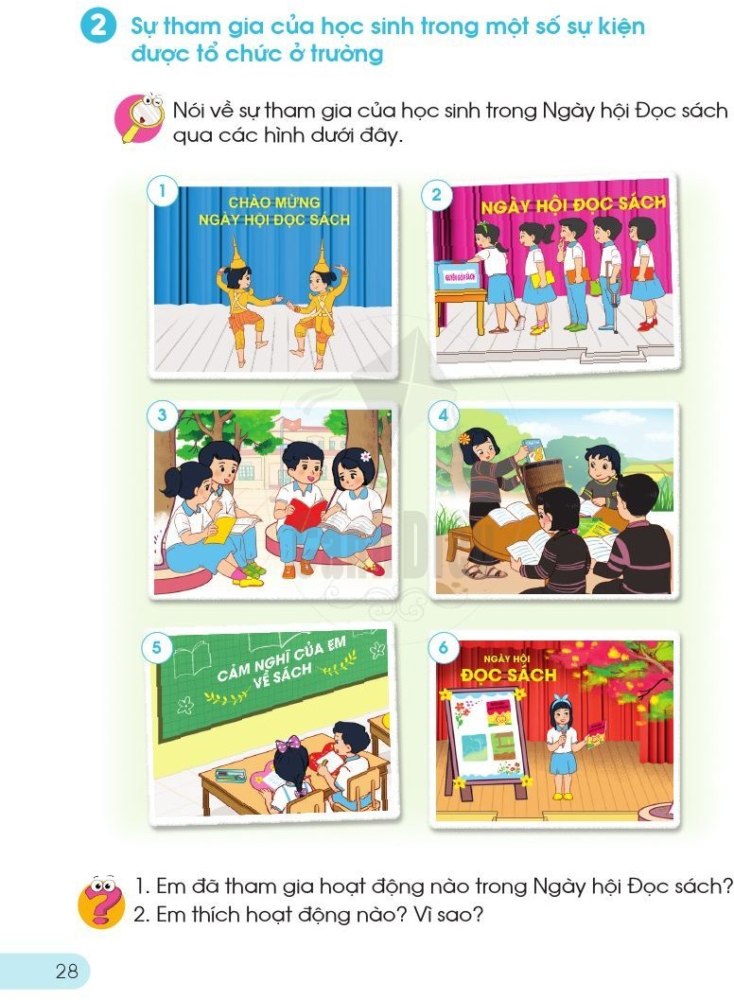 2 Sự tham gia của học sinh trong một số sự kiện
được tổ chức ở trường
Nói về sự tham gia của học sinh trong Ngày hội Đọc sách
qua các hình dưới đây.
1
CHÀO MỪNG
NGÀY HỘI ĐỌC SÁCH
2
NGÀY HỘI ĐỌC SÁCH
QUYÊN GÓP SÁCH
3
4
5
CẢM NGHĨ CỦA EM
VỀ SÁCH
6
NGÀY HỘI
ĐỌC SÁCH
1. Em đã tham gia hoạt động nào trong Ngày hội Đọc sách?
2. Em thích hoạt động nào? Vì sao?
28